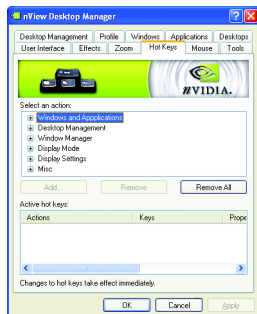 nView Desktop Manager
Desktop Management Profile Windows Applications Desktops
User Interface Effects Zoom Hot Keys Mouse Tools
NVIDIA.
Select an action:
Windows and Applications
Desktop Management
Window Manager
Display Mode
Display Settings
Misc
Add... Remove Remove All
Active hot keys:
Actions Keys Prope
Changes to hot keys take effect immediately.
OK Cancel Apply